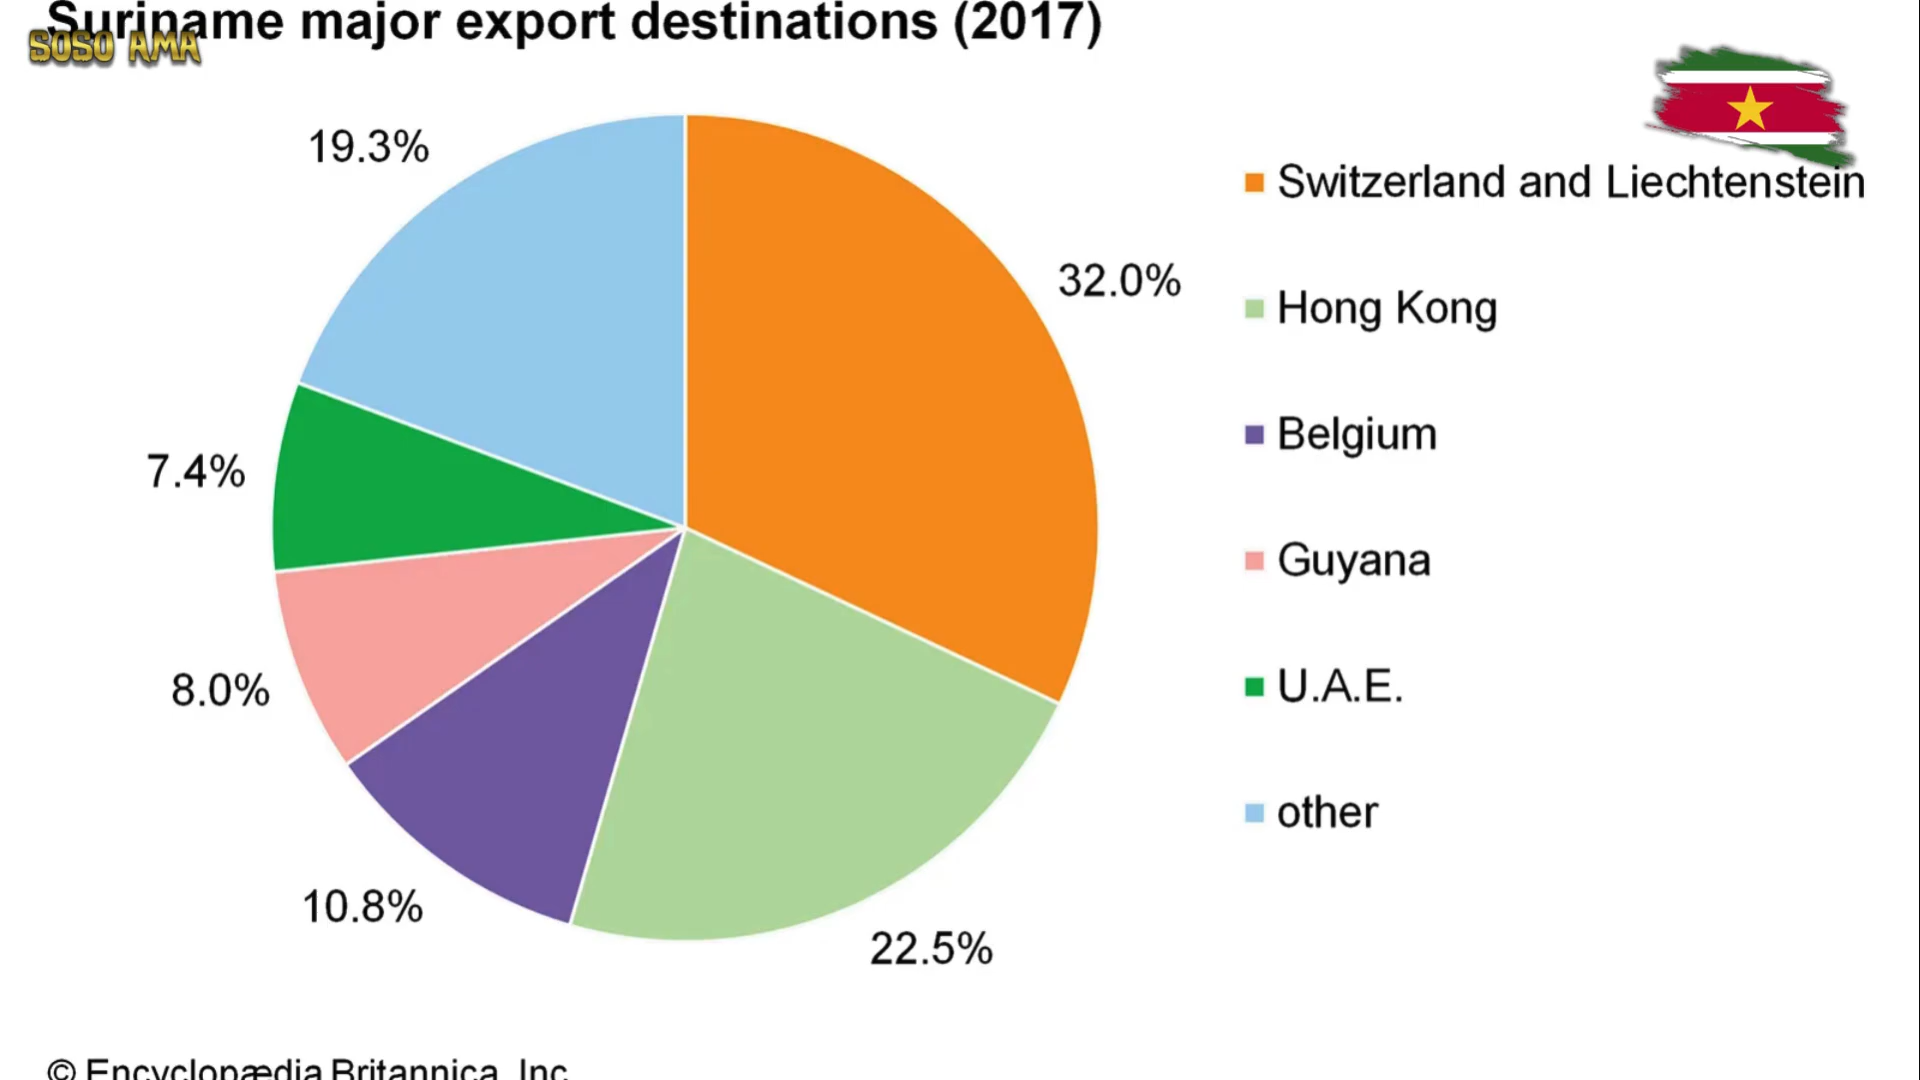 Suriname major export destinations (2017)
SOSO AMA
19.3%
32.0%
7.4%
8.0%
10.8%
22.5%
Switzerland and Liechtenstein
Hong Kong
Belgium
Guyana
U.A.E.
other
© Encyclopædia Britannica, Inc.